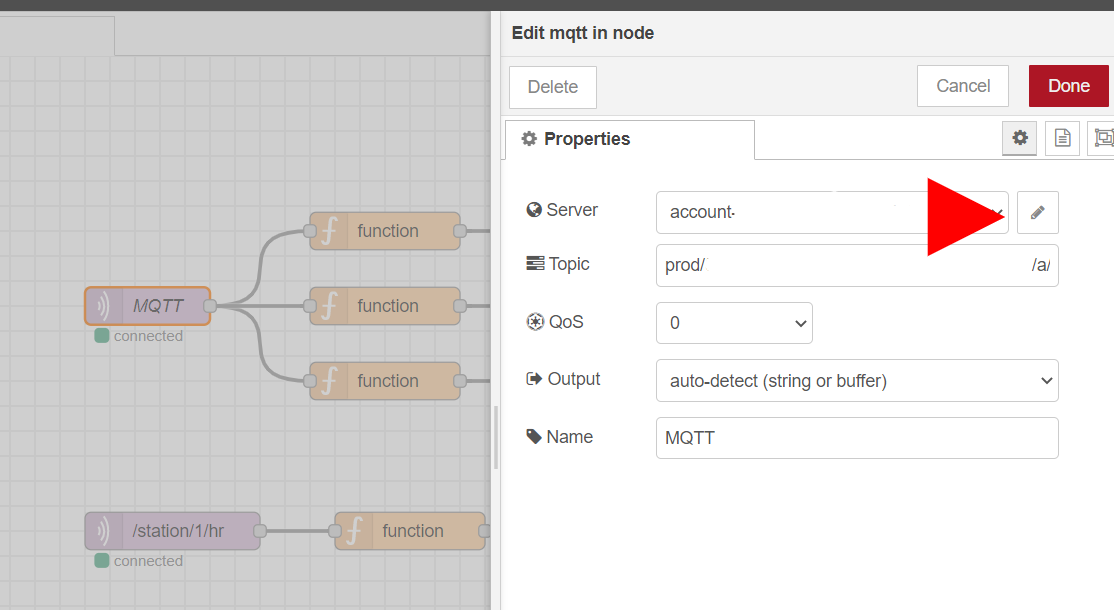 Edit mqtt in node
Delete
Cancel
Done
Properties
Server
account-
Topic
prod/
/a/
QoS
0
Output
auto-detect (string or buffer)
Name
MQTT
function
MQTT
connected
function
function
/station/1/hr
connected
function